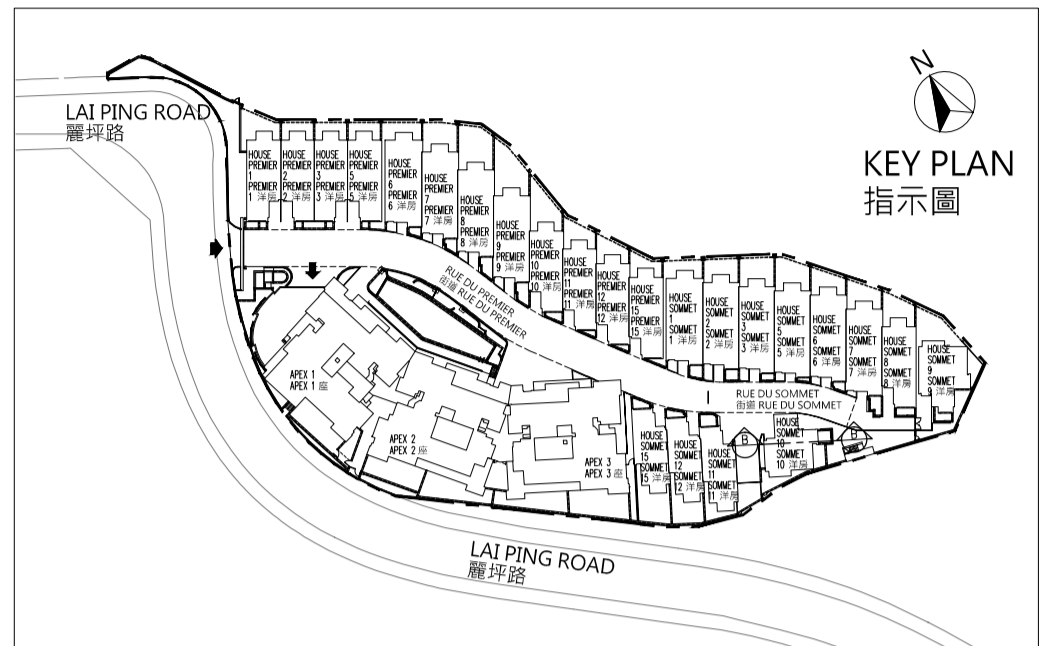 N
KEY PLAN
指示圖
LAI PING ROAD
麗坪路
HOUSE
PREMIER
1
PREMIER
1 洋房
HOUSE
PREMIER
2
PREMIER
2 洋房
HOUSE
PREMIER
3
PREMIER
3 洋房
HOUSE
PREMIER
5
PREMIER
5 洋房
HOUSE
PREMIER
6
PREMIER
6 洋房
HOUSE
PREMIER
7
PREMIER
7 洋房
HOUSE
PREMIER
8
PREMIER
8 洋房
HOUSE
PREMIER
9
PREMIER
9 洋房
HOUSE
PREMIER
10
PREMIER
10 洋房
HOUSE
PREMIER
11
PREMIER
11 洋房
HOUSE
PREMIER
12
PREMIER
12 洋房
HOUSE
PREMIER
15
PREMIER
15 洋房
HOUSE
SOMMET
1
SOMMET
1 洋房
HOUSE
SOMMET
2
SOMMET
2 洋房
HOUSE
SOMMET
3
SOMMET
3 洋房
HOUSE
SOMMET
5
SOMMET
5 洋房
HOUSE
SOMMET
6
SOMMET
6 洋房
HOUSE
SOMMET
7
SOMMET
7 洋房
HOUSE
SOMMET
8
SOMMET
8 洋房
HOUSE
SOMMET
9
SOMMET
9 洋房
RUE DU PREMIER
街道 RUE DU PREMIER
RUE DU SOMMET
街道 RUE DU SOMMET
APEX 1
APEX 1 座
APEX 2
APEX 2 座
APEX 3
APEX 3 座
HOUSE
SOMMET
15
SOMMET
15 洋房
HOUSE
SOMMET
12
SOMMET
12 洋房
HOUSE
SOMMET
11
SOMMET
11 洋房
B
HOUSE
SOMMET
10
SOMMET
10 洋房
B
LAI PING ROAD
麗坪路